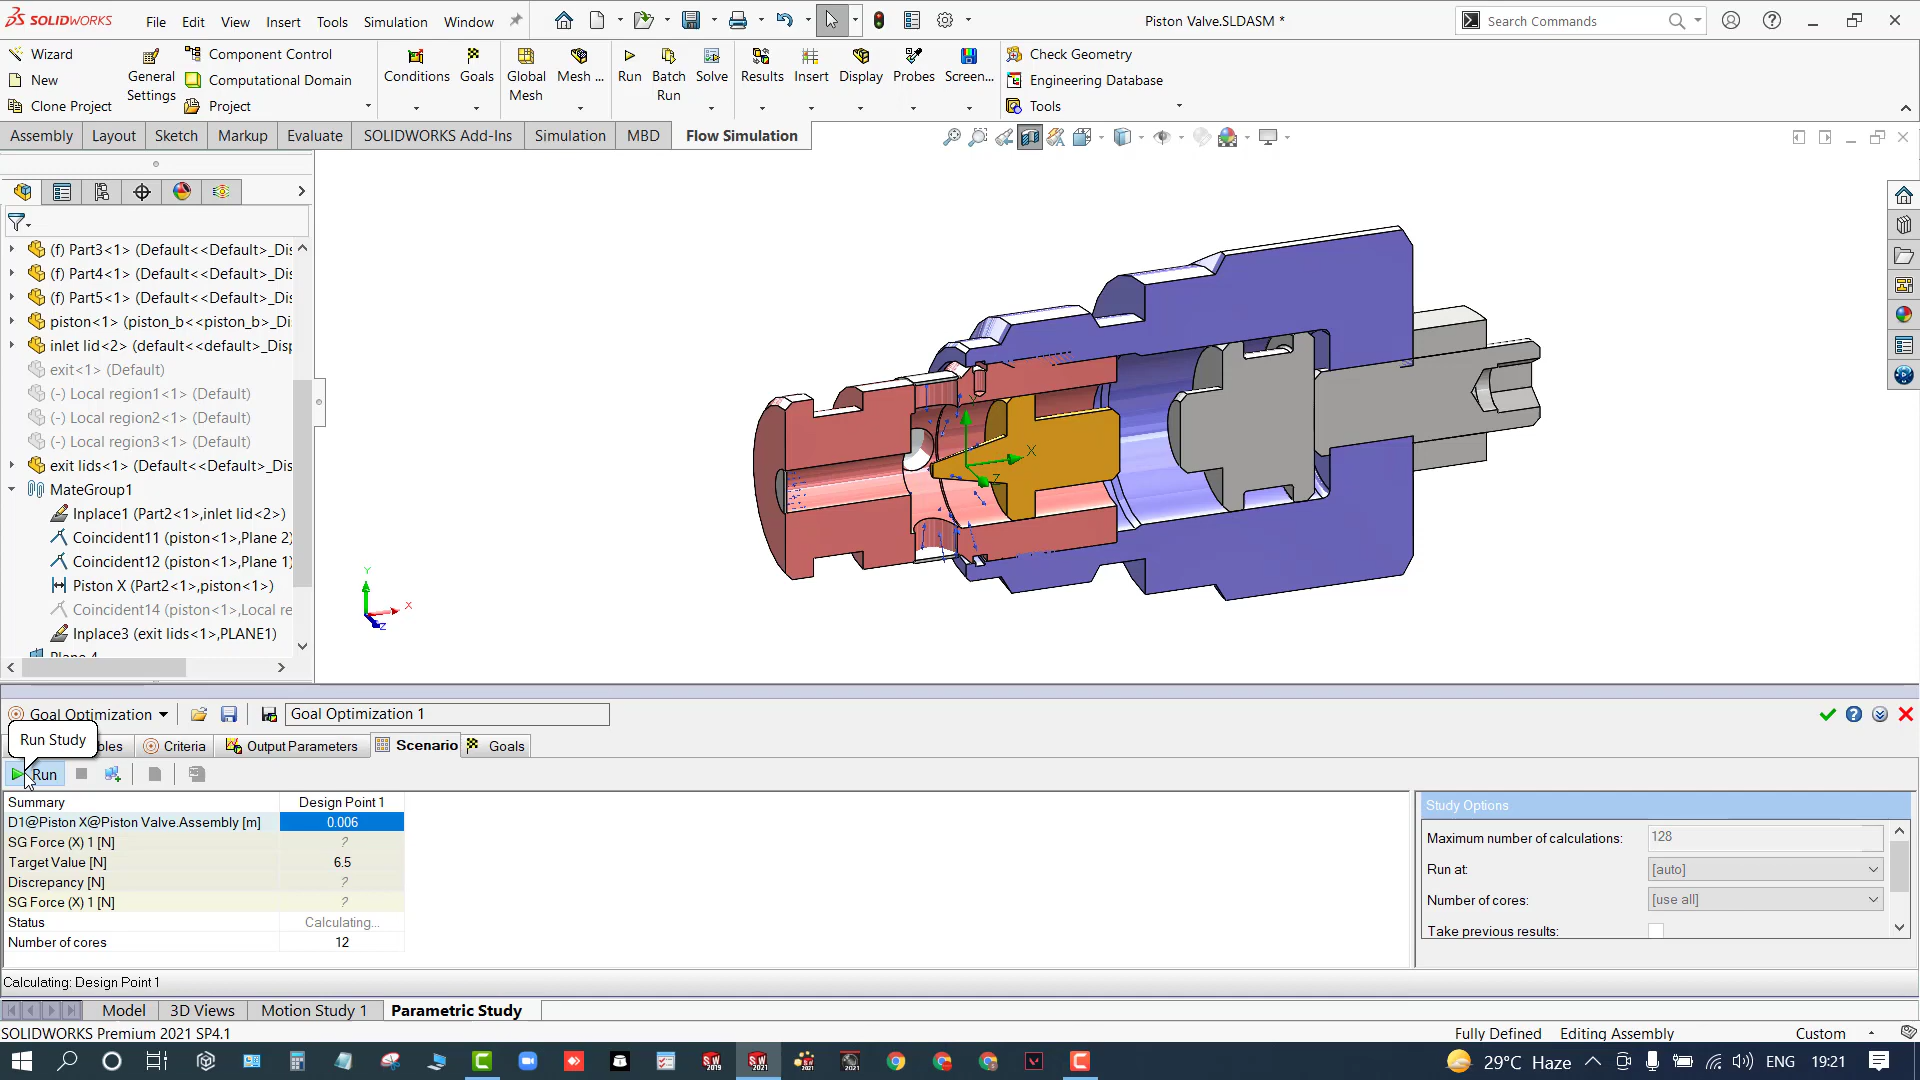 SOLIDWORKS File Edit View Insert Tools Simulation Window Piston Valve.SLDASM * Search Commands
Wizard
New
Clone Project
General Settings
Component Control
Computational Domain
Project
Conditions
Goals
Global Mesh
Mesh ...
Run
Batch Run
Solve
Results
Insert
Display
Probes
Screen...
Check Geometry
Engineering Database
Tools
Assembly Layout Sketch Markup Evaluate SOLIDWORKS Add-Ins Simulation MBD Flow Simulation
(f) Part3<1> (Default<<Default>_Dis
(f) Part4<1> (Default<<Default>_Dis
(f) Part5<1> (Default<<Default>_Dis
piston<1> (piston_b<<piston_b>_Di
inlet lid<2> (default<<default>_Disp
exit<1> (Default)
(-) Local region1<1> (Default)
(-) Local region2<1> (Default)
(-) Local region3<1> (Default)
exit lids<1> (Default<<Default>_Dis
MateGroup1
Inplace1 (Part2<1>,inlet lid<2>)
Coincident11 (piston<1>,Plane 2)
Coincident12 (piston<1>,Plane 1)
Piston X (Part2<1>,piston<1>)
Coincident14 (piston<1>,Local re
Inplace3 (exit lids<1>,PLANE1)
Plane 4
Y
X
Z
Y
X
Z
Goal Optimization Goal Optimization 1
Run Study
bles Criteria Output Parameters Scenario Goals
Run
Summary Design Point 1
D1@Piston X@Piston Valve.Assembly [m] 0.006
SG Force (X) 1 [N] ?
Target Value [N] 6.5
Discrepancy [N] ?
SG Force (X) 1 [N] ?
Status Calculating...
Number of cores 12
Study Options
Maximum number of calculations: 128
Run at: [auto]
Number of cores: [use all]
Take previous results:
Calculating: Design Point 1
Model 3D Views Motion Study 1 Parametric Study
SOLIDWORKS Premium 2021 SP4.1 Fully Defined Editing Assembly Custom
29°C Haze ENG 19:21